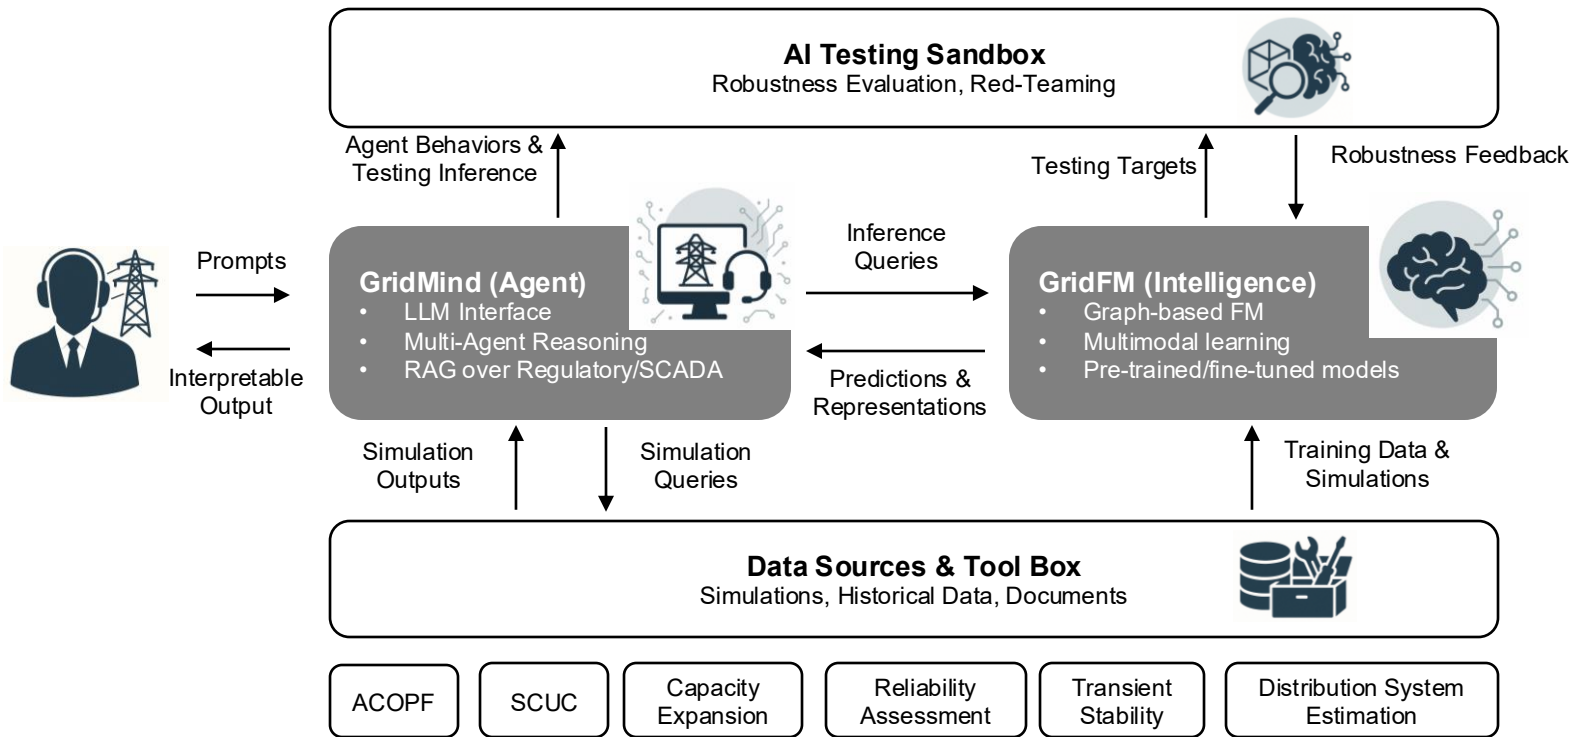 AI Testing Sandbox
Robustness Evaluation, Red-Teaming
Agent Behaviors &
Testing Inference
Testing Targets
Robustness Feedback
Prompts
Interpretable
Output
GridMind (Agent)
• LLM Interface
• Multi-Agent Reasoning
• RAG over Regulatory/SCADA
Inference
Queries
Predictions &
Representations
GridFM (Intelligence)
• Graph-based FM
• Multimodal learning
• Pre-trained/fine-tuned models
Simulation
Outputs
Simulation
Queries
Training Data &
Simulations
Data Sources & Tool Box
Simulations, Historical Data, Documents
ACOPF
SCUC
Capacity
Expansion
Reliability
Assessment
Transient
Stability
Distribution System
Estimation